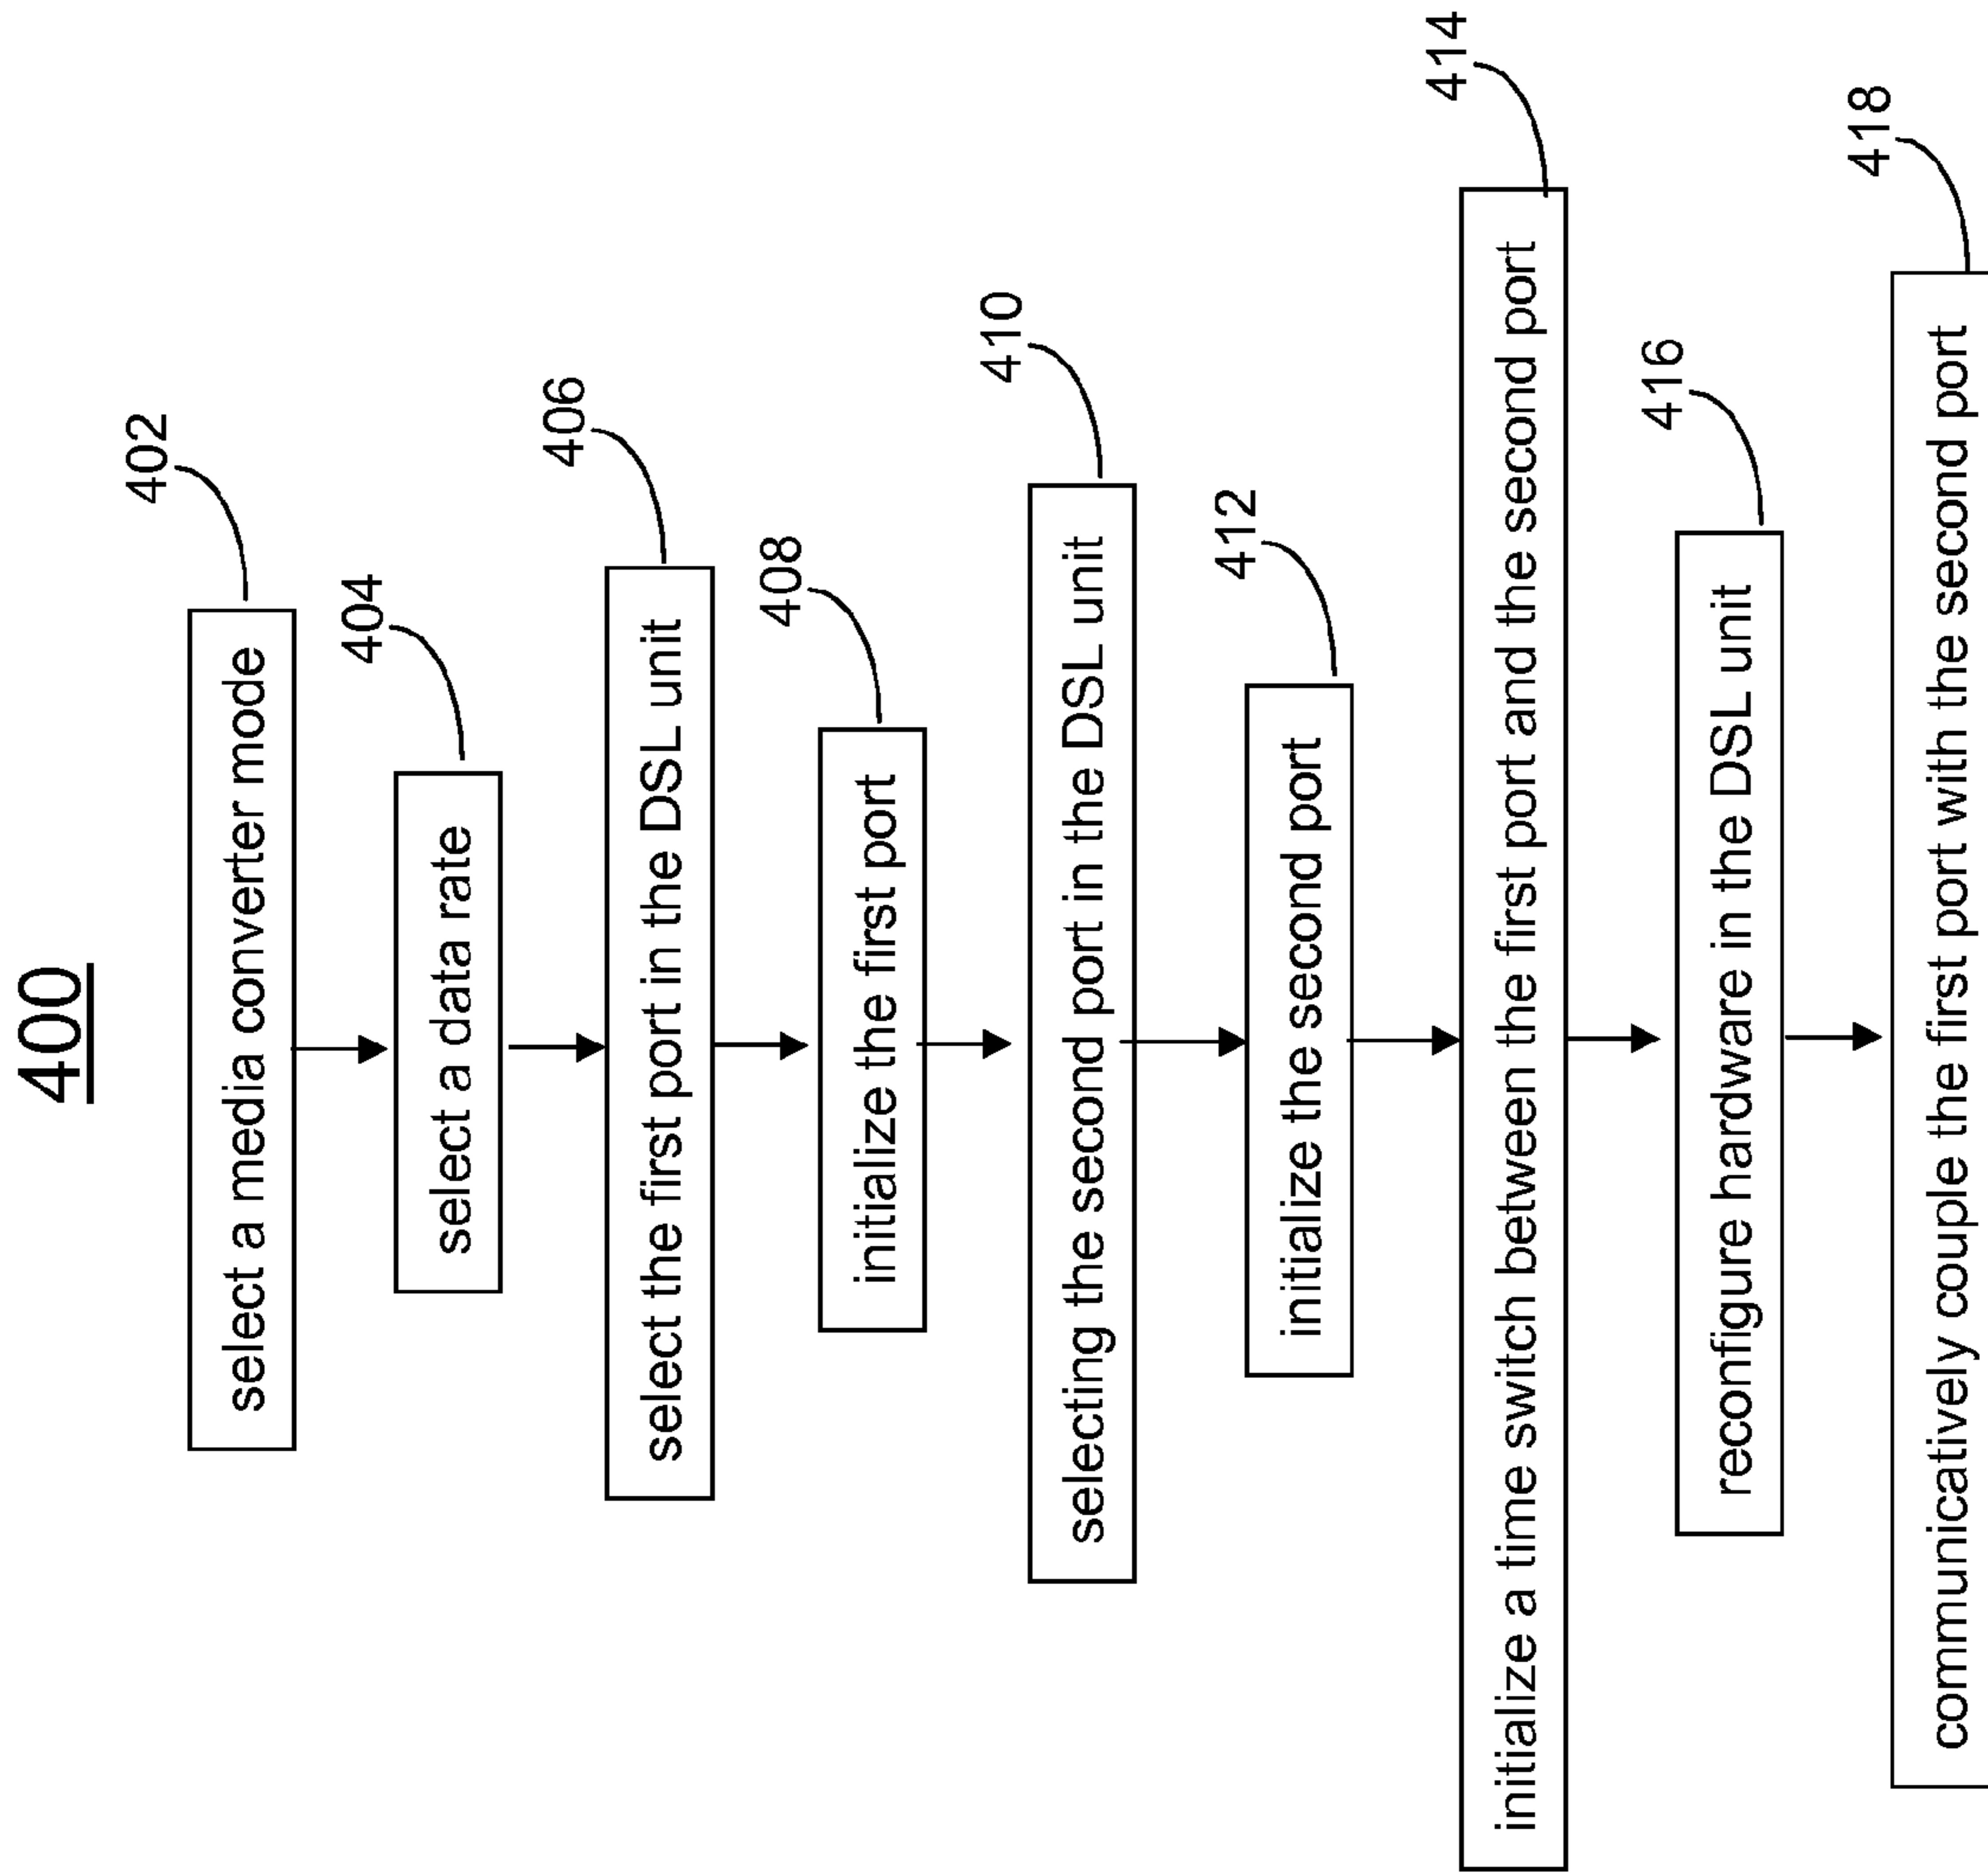 400
402
select a media converter mode
404
select a data rate
406
select the first port in the DSL unit
408
initialize the first port
410
selecting the second port in the DSL unit
412
initialize the second port
414
initialize a time switch between the first port and the second port
416
reconfigure hardware in the DSL unit
418
communicatively couple the first port with the second port